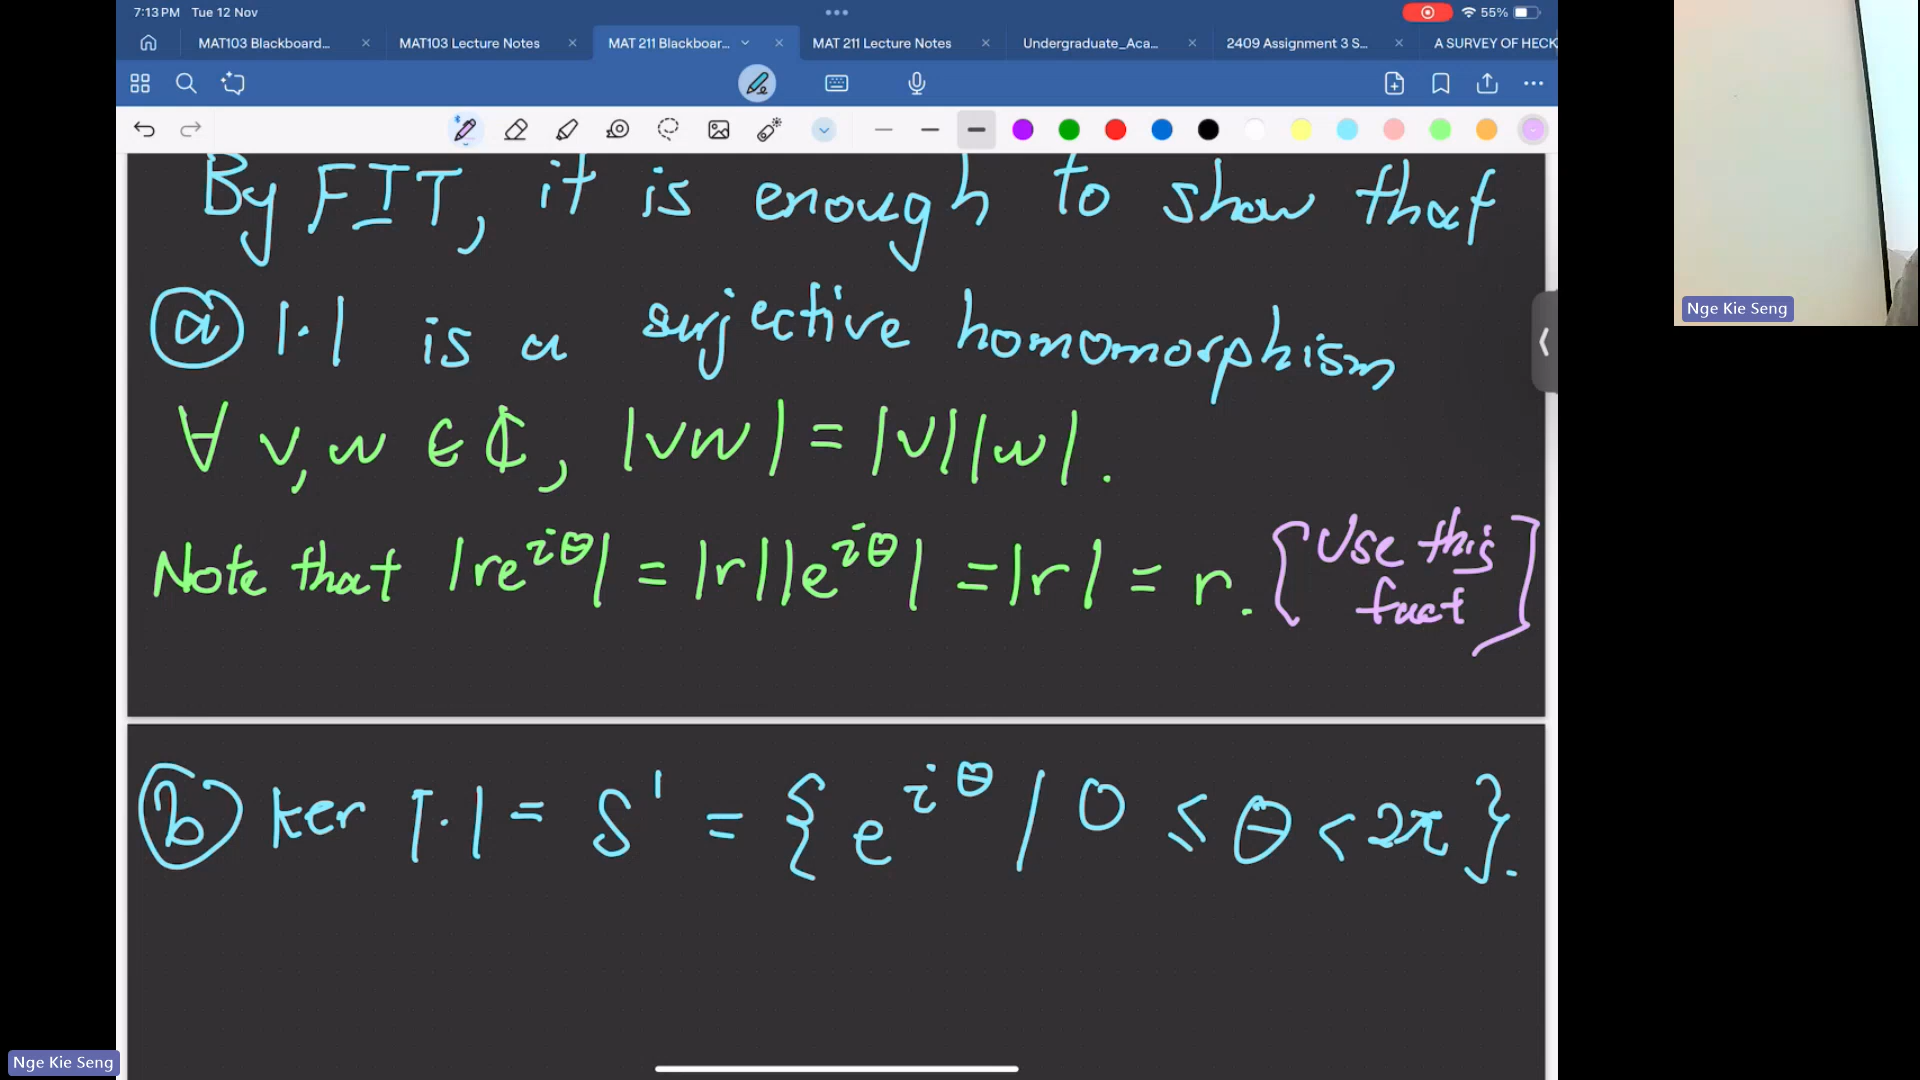 7:13 PM Tue 12 Nov
55%
MAT103 Blackboard...
MAT103 Lecture Notes
MAT 211 Blackboar...
MAT 211 Lecture Notes
Undergraduate_Aca...
2409 Assignment 3 S...
A SURVEY OF HECK
By FIT, it is enough to show that
ⓐ |·| is a surjective homomorphism
∀ v, w ∈ ℂ, |vw| = |v||w|.
Note that |re^{iθ}| = |r||e^{iθ}| = |r| = r. [Use this fact]
ⓑ ker |·| = S¹ = {e^{iθ} | 0 ≤ θ < 2π}.
Nge Kie Seng
Nge Kie Seng